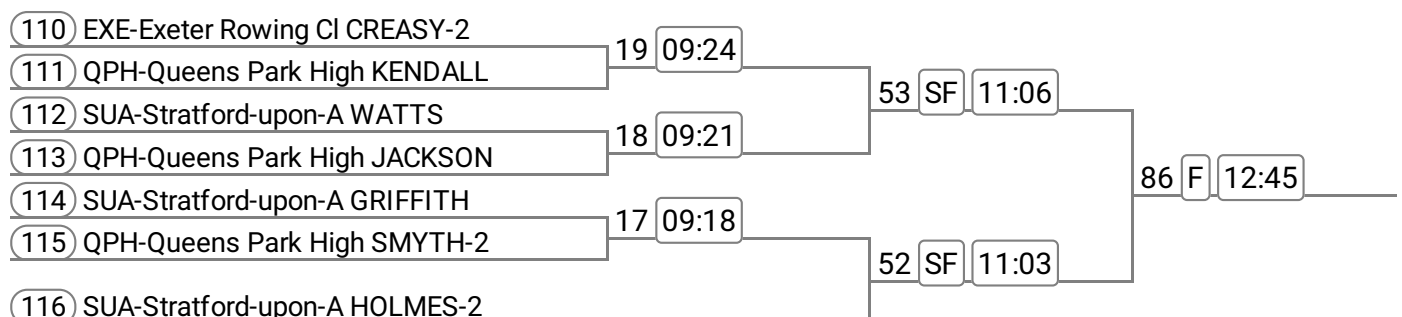 110 EXE-Exeter Rowing Cl CREASY-2
19 09:24
111 QPH-Queens Park High KENDALL
53 SF 11:06
112 SUA-Stratford-upon-A WATTS
18 09:21
113 QPH-Queens Park High JACKSON
86 F 12:45
114 SUA-Stratford-upon-A GRIFFITH
17 09:18
115 QPH-Queens Park High SMYTH-2
52 SF 11:03
116 SUA-Stratford-upon-A HOLMES-2